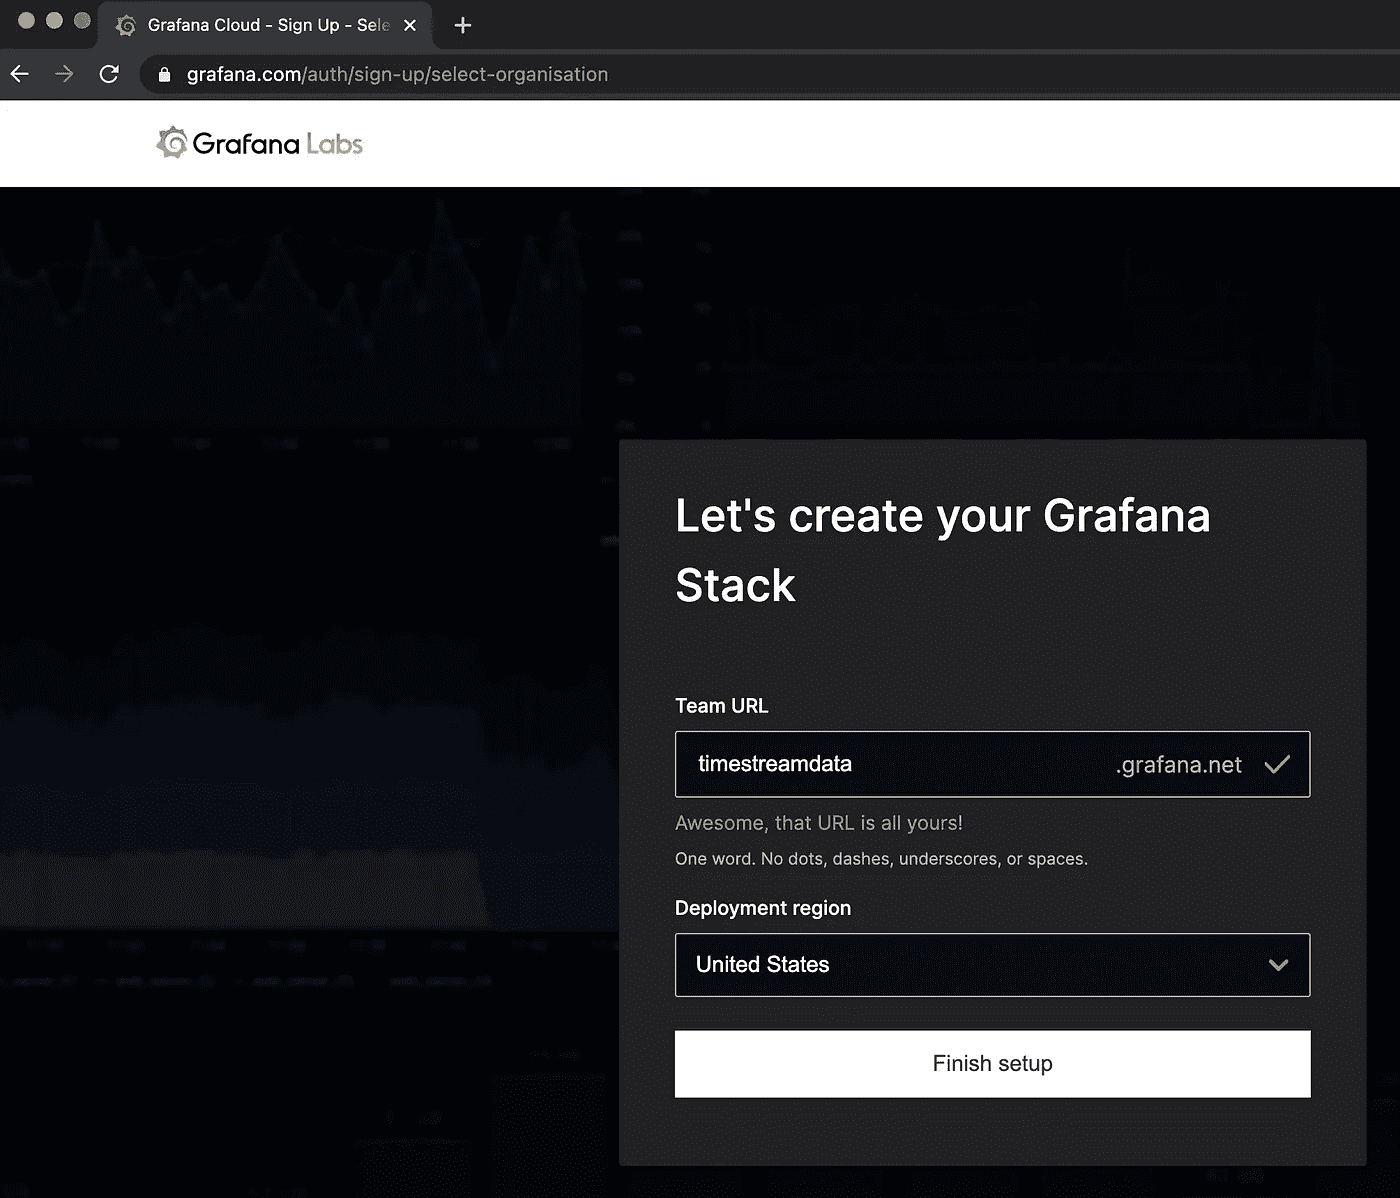 Grafana Cloud - Sign Up - Sele
grafana.com/auth/sign-up/select-organisation
Grafana Labs
Let's create your Grafana
Stack
Team URL
timestreamdata .grafana.net
Awesome, that URL is all yours!
One word. No dots, dashes, underscores, or spaces.
Deployment region
United States
Finish setup